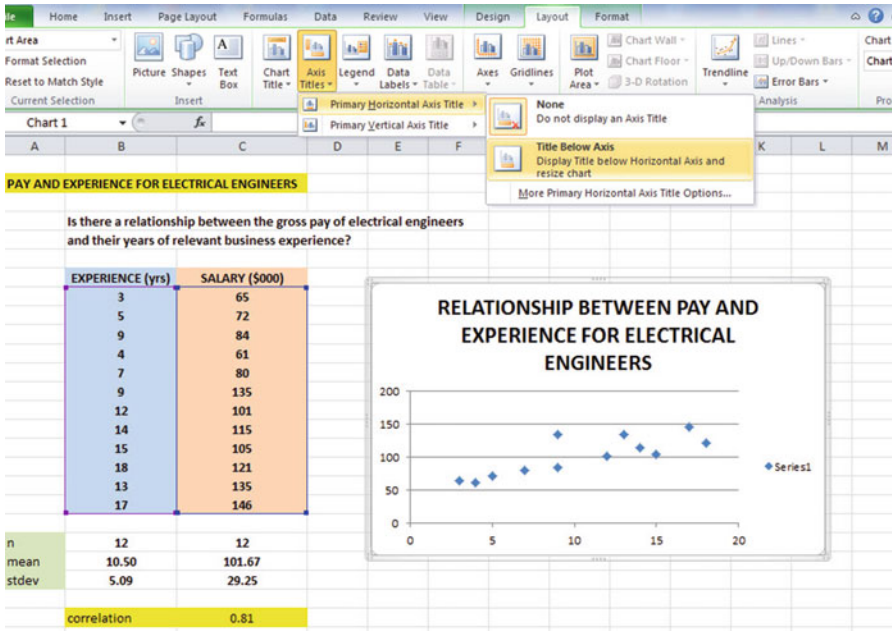 Home Insert Page Layout Formulas Data Review View Design Layout Format
rt Area
Format Selection
Reset to Match Style
Current Selection
Picture Shapes Text Box
Insert
Chart Title
Axis Titles
Legend
Data Labels
Data Table
Axes Gridlines
Plot Area
Chart Wall
Chart Floor
3-D Rotation
Trendline
Lines
Up/Down Bars
Error Bars
Analysis
Chart
Chart
Pro
Primary Horizontal Axis Title
Primary Vertical Axis Title
None
Do not display an Axis Title
Title Below Axis
Display Title below Horizontal Axis and
resize chart
More Primary Horizontal Axis Title Options...
Chart 1 fx
A B C D E F K L M
PAY AND EXPERIENCE FOR ELECTRICAL ENGINEERS
Is there a relationship between the gross pay of electrical engineers
and their years of relevant business experience?
EXPERIENCE (yrs) SALARY ($000)
3 65
5 72
9 84
4 61
7 80
9 135
12 101
14 115
15 105
18 121
13 135
17 146
n 12 12
mean 10.50 101.67
stdev 5.09 29.25
correlation 0.81
RELATIONSHIP BETWEEN PAY AND
EXPERIENCE FOR ELECTRICAL
ENGINEERS
200
150
100
50
0
0 5 10 15 20
Series1